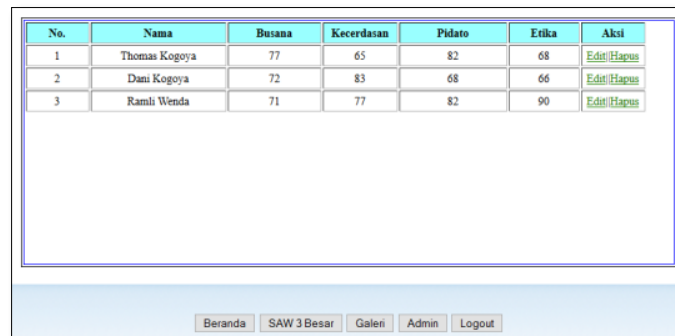 No. Nama Busana Kecerdasan Pidato Etika Aksi
1 Thomas Kogoya 77 65 82 68 Edit||Hapus
2 Dani Kogoya 72 83 68 66 Edit||Hapus
3 Ramli Wenda 71 77 82 90 Edit||Hapus
Beranda SAW 3 Besar Galeri Admin Logout